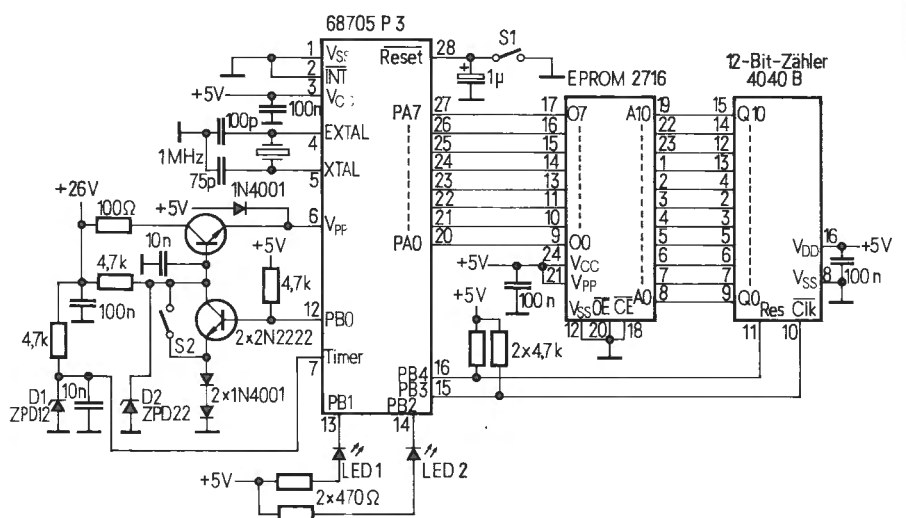 68705 P 3
1 VSS
2 INT
3 VCC
+5V
100n
100p
EXTAL
4
1MHz
XTAL
5
75p
1N4001
+26V
100Ω
+5V
6 VPP
10n
+5V
4,7k
4,7k
100n
12 PB0
S2
2×2N2222
4,7k
Timer
7
10n
D1
ZPD12
D2
ZPD22
2×1N4001
PB1
13
PB2
14
LED1
LED 2
+5V
2×470Ω
Reset 28
S1
1µ
+
EPROM 2716
12-Bit-Zähler
4040 B
PA7 27 17 O7 A10 19 15 Q10
26 16 22 14
25 15 23 12
24 14 1 13
23 13 2 4
22 11 3 2
21 10 4 3
PA0 20 9 O0 5 5
+5V 24 VCC 6 6
21 VPP 7 7
A0 8 9 Q0
100n
VSS OE CE
12 20 18
VDD 16 +5V
VSS 8 100n
Res Clk
11 10
+5V
2×4,7k
PB4 16
PB3 15